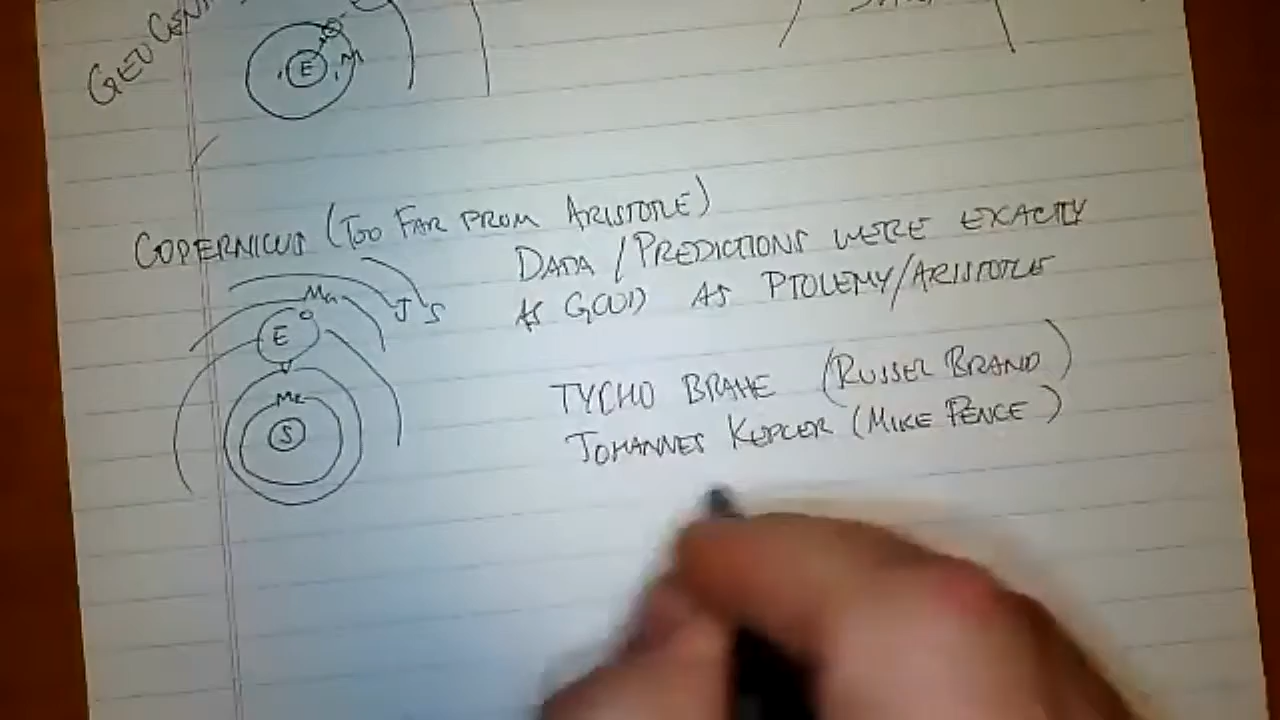 GEOCENT
E
M
COPERNICUS (TOO FAR FROM ARISTOTLE)
DATA / PREDICTIONS WERE EXACTLY
AS GOOD AS PTOLEMY/ARISTOTLE
Ma
J
S
E
V
Me
S
TYCHO BRAHE (RUSSEL BRAND)
JOHANNES KEPLER (MIKE PENCE)